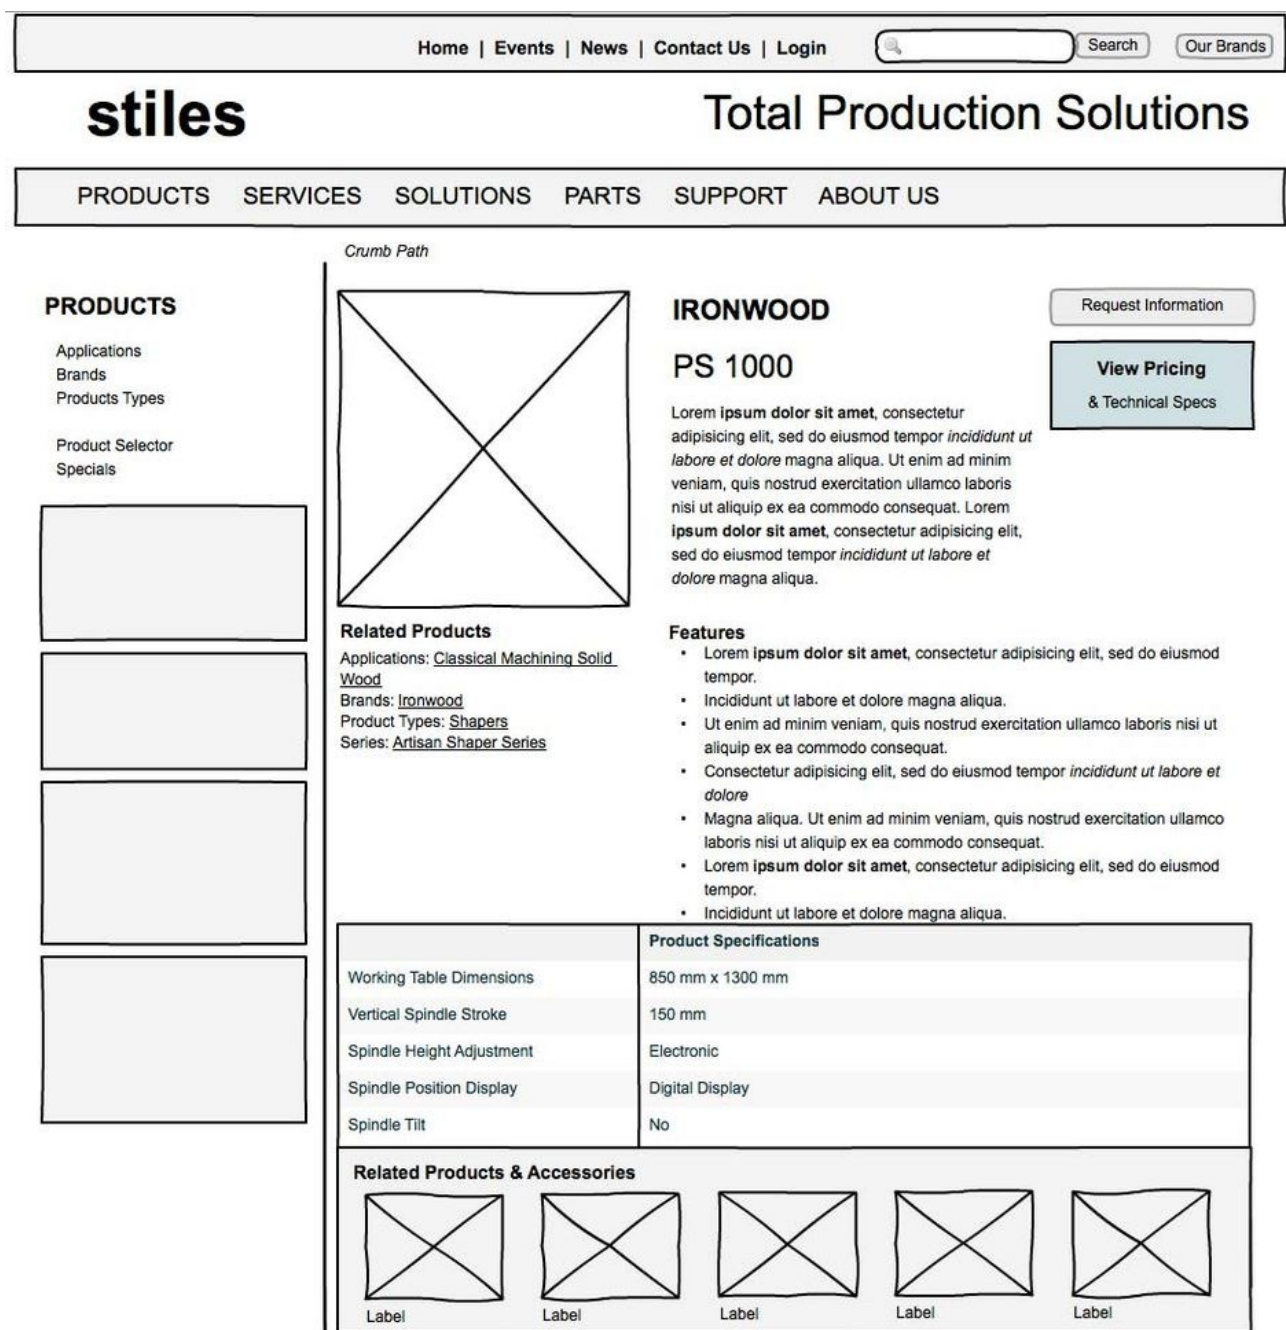 Home | Events | News | Contact Us | Login
Search
Our Brands
stiles
Total Production Solutions
PRODUCTS SERVICES SOLUTIONS PARTS SUPPORT ABOUT US
Crumb Path
PRODUCTS
Applications
Brands
Products Types
Product Selector
Specials
IRONWOOD
PS 1000
Lorem ipsum dolor sit amet, consectetur
adipisicing elit, sed do eiusmod tempor incididunt ut
labore et dolore magna aliqua. Ut enim ad minim
veniam, quis nostrud exercitation ullamco laboris
nisi ut aliquip ex ea commodo consequat. Lorem
ipsum dolor sit amet, consectetur adipisicing elit,
sed do eiusmod tempor incididunt ut labore et
dolore magna aliqua.
Request Information
View Pricing
& Technical Specs
Related Products
Applications: Classical Machining Solid
Wood
Brands: Ironwood
Product Types: Shapers
Series: Artisan Shaper Series
Features
• Lorem ipsum dolor sit amet, consectetur adipisicing elit, sed do eiusmod
tempor.
• Incididunt ut labore et dolore magna aliqua.
• Ut enim ad minim veniam, quis nostrud exercitation ullamco laboris nisi ut
aliquip ex ea commodo consequat.
• Consectetur adipisicing elit, sed do eiusmod tempor incididunt ut labore et
dolore
• Magna aliqua. Ut enim ad minim veniam, quis nostrud exercitation ullamco
laboris nisi ut aliquip ex ea commodo consequat.
• Lorem ipsum dolor sit amet, consectetur adipisicing elit, sed do eiusmod
tempor.
• Incididunt ut labore et dolore magna aliqua.
Product Specifications
Working Table Dimensions 850 mm x 1300 mm
Vertical Spindle Stroke 150 mm
Spindle Height Adjustment Electronic
Spindle Position Display Digital Display
Spindle Tilt No
Related Products & Accessories
Label Label Label Label Label